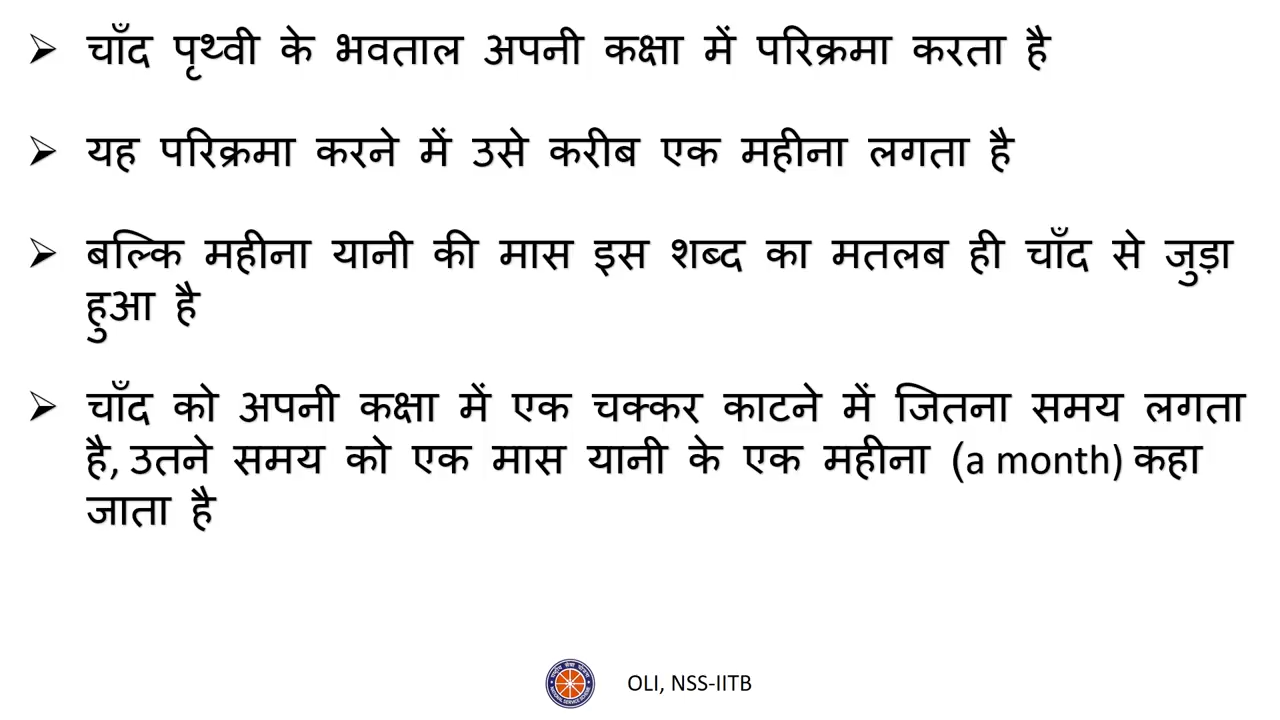 ➢ चाँद पृथ्वी के भवताल अपनी कक्षा में परिक्रमा करता है
➢ यह परिक्रमा करने में उसे करीब एक महीना लगता है
➢ बल्कि महीना यानी की मास इस शब्द का मतलब ही चाँद से जुड़ा
हुआ है
➢ चाँद को अपनी कक्षा में एक चक्कर काटने में जितना समय लगता
है, उतने समय को एक मास यानी के एक महीना (a month) कहा
जाता है
OLI, NSS-IITB